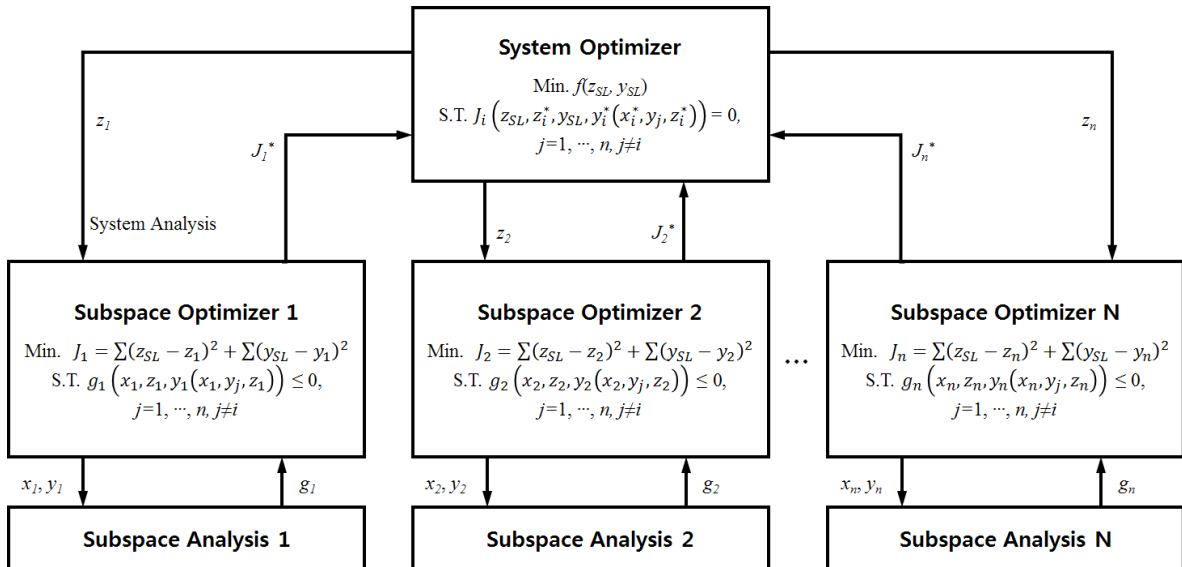 System Optimizer
Min. f(z_SL, y_SL)
S.T. J_i (z_SL, z_i^*, y_SL, y_i^*(x_i^*, y_j, z_i^*)) = 0,
j=1, ···, n, j≠i
z_1
J_1^*
System Analysis
z_2
J_2^*
J_n^*
z_n
Subspace Optimizer 1
Min. J_1 = ∑(z_SL − z_1)^2 + ∑(y_SL − y_1)^2
S.T. g_1 (x_1, z_1, y_1(x_1, y_j, z_1)) ≤ 0,
j=1, ···, n, j≠i
Subspace Optimizer 2
Min. J_2 = ∑(z_SL − z_2)^2 + ∑(y_SL − y_2)^2
S.T. g_2 (x_2, z_2, y_2(x_2, y_j, z_2)) ≤ 0,
j=1, ···, n, j≠i
...
Subspace Optimizer N
Min. J_n = ∑(z_SL − z_n)^2 + ∑(y_SL − y_n)^2
S.T. g_n (x_n, z_n, y_n(x_n, y_j, z_n)) ≤ 0,
j=1, ···, n, j≠i
x_1, y_1
g_1
x_2, y_2
g_2
x_n, y_n
g_n
Subspace Analysis 1
Subspace Analysis 2
Subspace Analysis N